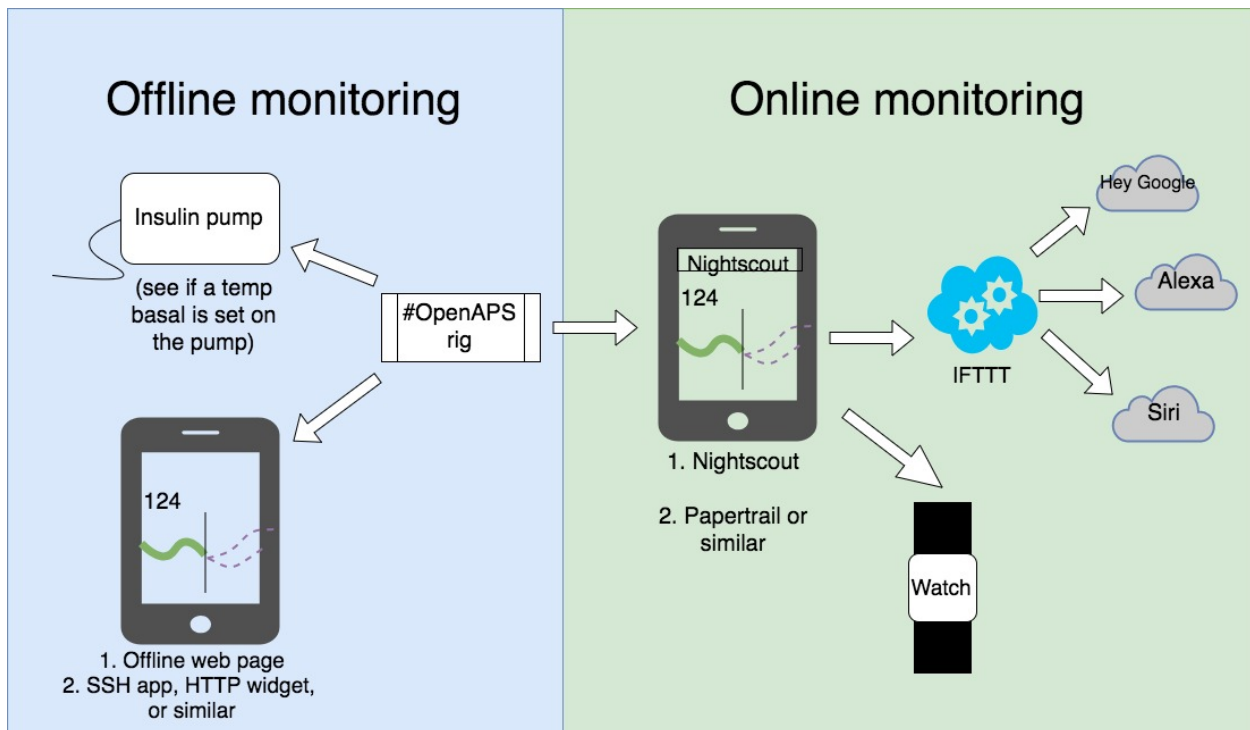 Offline monitoring
Insulin pump
(see if a temp
basal is set on
the pump)
#OpenAPS
rig
124
1. Offline web page
2. SSH app, HTTP widget,
or similar
Online monitoring
Nightscout
124
1. Nightscout
2. Papertrail or
similar
IFTTT
Hey Google
Alexa
Siri
Watch